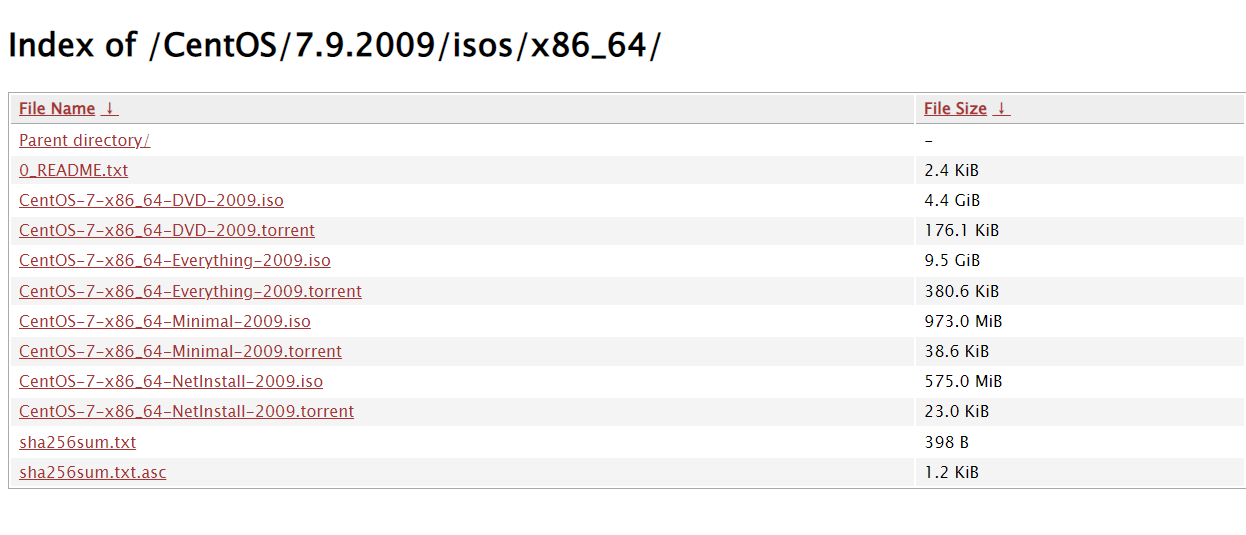 Index of /CentOS/7.9.2009/isos/x86_64/
File Name ↓ File Size ↓
Parent directory/ -
0_README.txt 2.4 KiB
CentOS-7-x86_64-DVD-2009.iso 4.4 GiB
CentOS-7-x86_64-DVD-2009.torrent 176.1 KiB
CentOS-7-x86_64-Everything-2009.iso 9.5 GiB
CentOS-7-x86_64-Everything-2009.torrent 380.6 KiB
CentOS-7-x86_64-Minimal-2009.iso 973.0 MiB
CentOS-7-x86_64-Minimal-2009.torrent 38.6 KiB
CentOS-7-x86_64-NetInstall-2009.iso 575.0 MiB
CentOS-7-x86_64-NetInstall-2009.torrent 23.0 KiB
sha256sum.txt 398 B
sha256sum.txt.asc 1.2 KiB